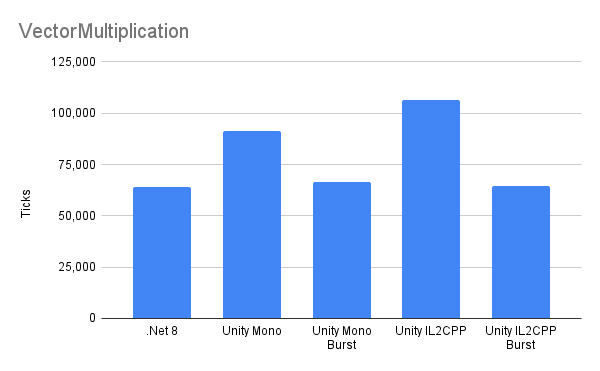 VectorMultiplication
125,000
100,000
75,000
50,000
25,000
0
Ticks
.Net 8
Unity Mono
Unity Mono
Burst
Unity IL2CPP
Unity IL2CPP
Burst